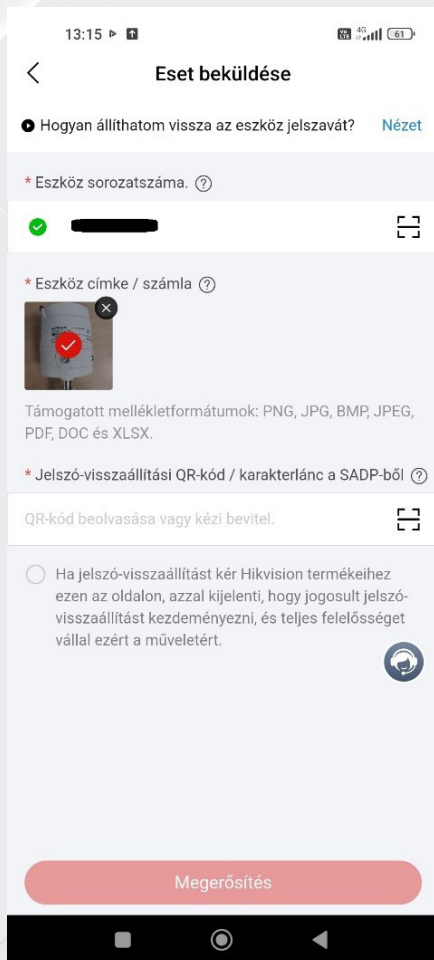 13:15
4G
61
Eset beküldése
Hogyan állíthatom vissza az eszköz jelszavát? Nézet
* Eszköz sorozatszáma. ?
* Eszköz címke / számla ?
Támogatott mellékletformátumok: PNG, JPG, BMP, JPEG,
PDF, DOC és XLSX.
* Jelszó-visszaállítási QR-kód / karakterlánc a SADP-ből ?
QR-kód beolvasása vagy kézi bevitel.
Ha jelszó-visszaállítást kér Hikvision termékeihez
ezen az oldalon, azzal kijelenti, hogy jogosult jelszó-
visszaállítást kezdeményezni, és teljes felelősséget
vállal ezért a műveletért.
Megerősítés